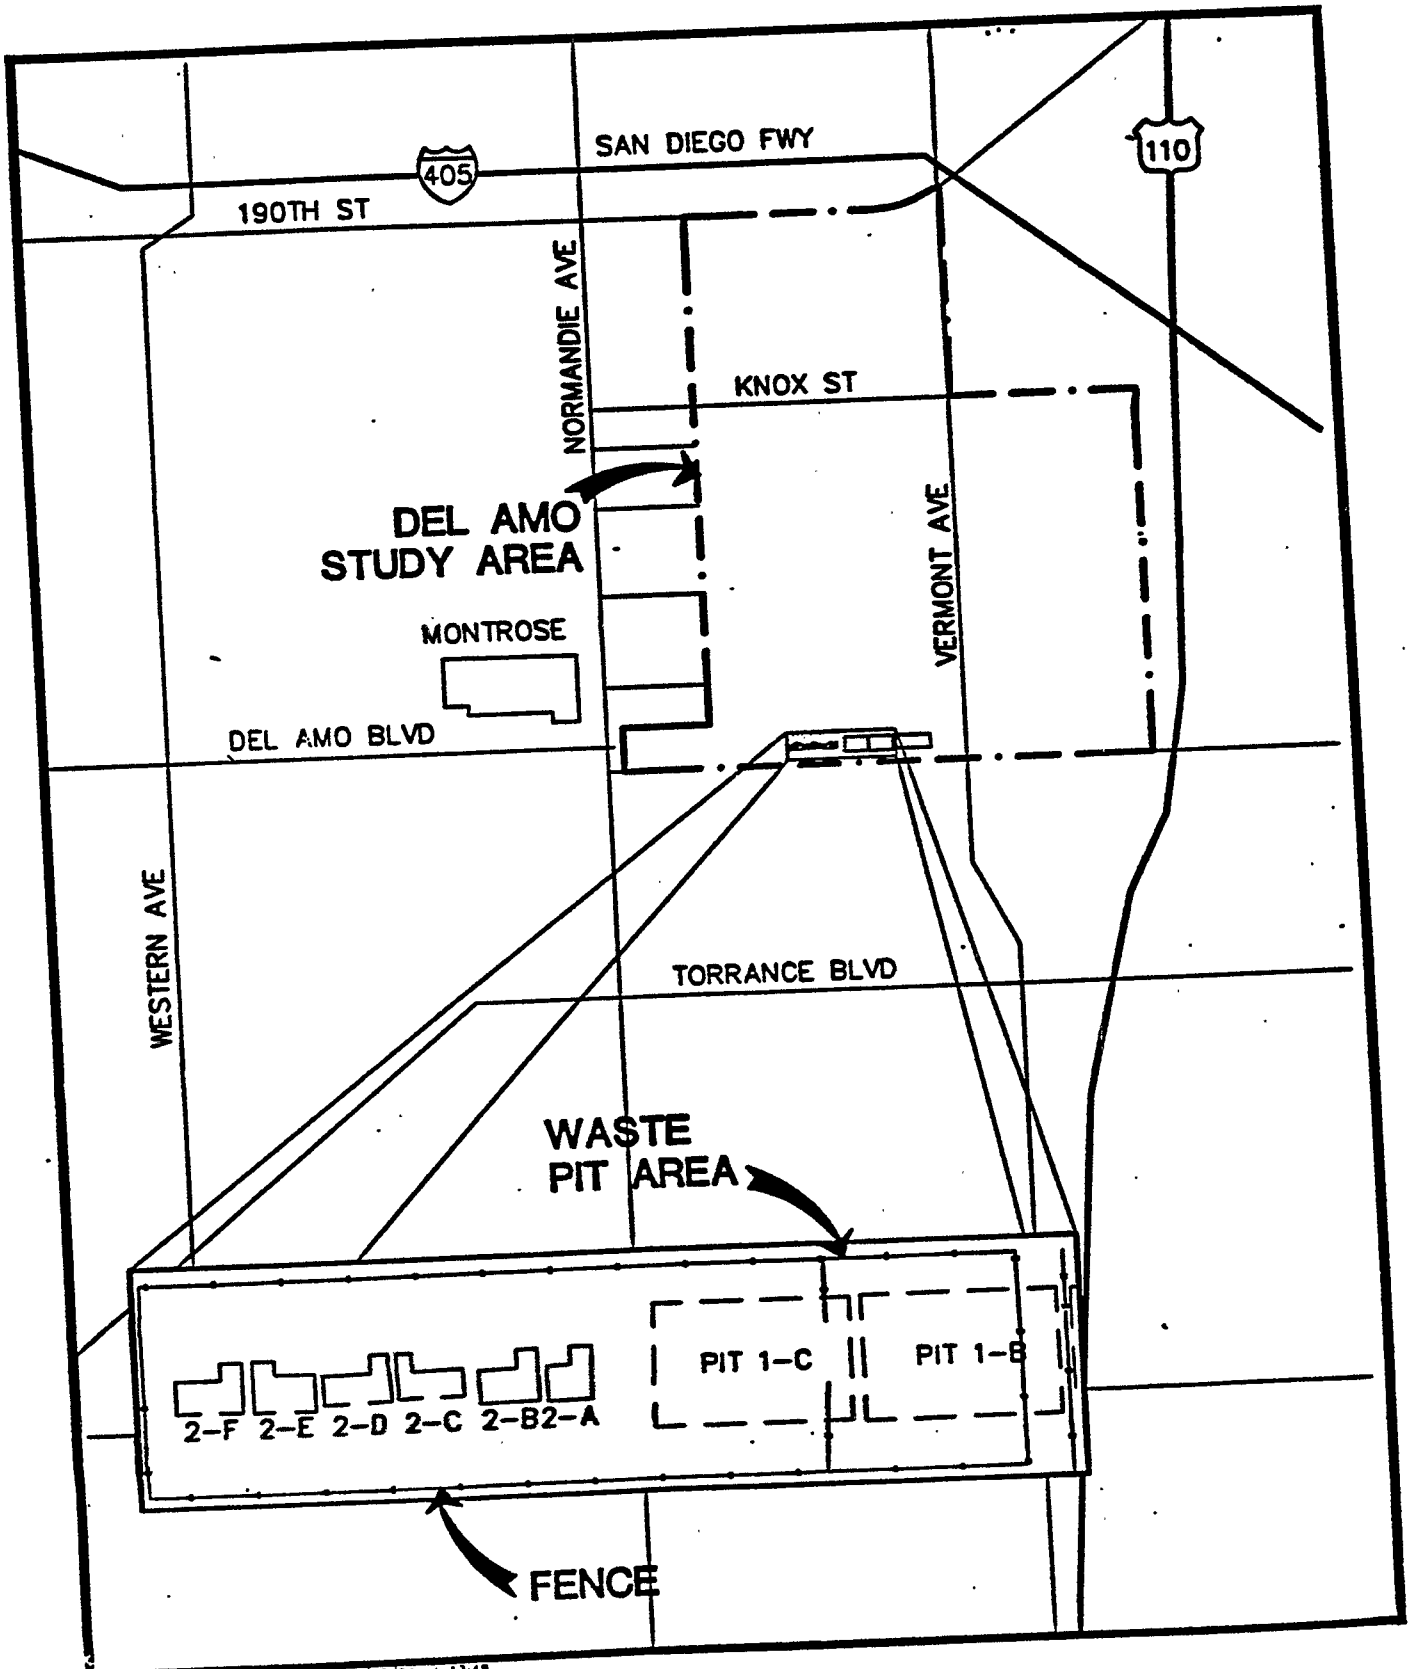 SAN DIEGO FWY
110
405
190TH ST
NORMANDIE AVE
KNOX ST
VERMONT AVE
DEL AMO
STUDY AREA
MONTROSE
DEL AMO BLVD
WESTERN AVE
TORRANCE BLVD
WASTE
PIT AREA
PIT 1-C
PIT 1-B
2-F
2-E
2-D
2-C
2-B
2-A
FENCE